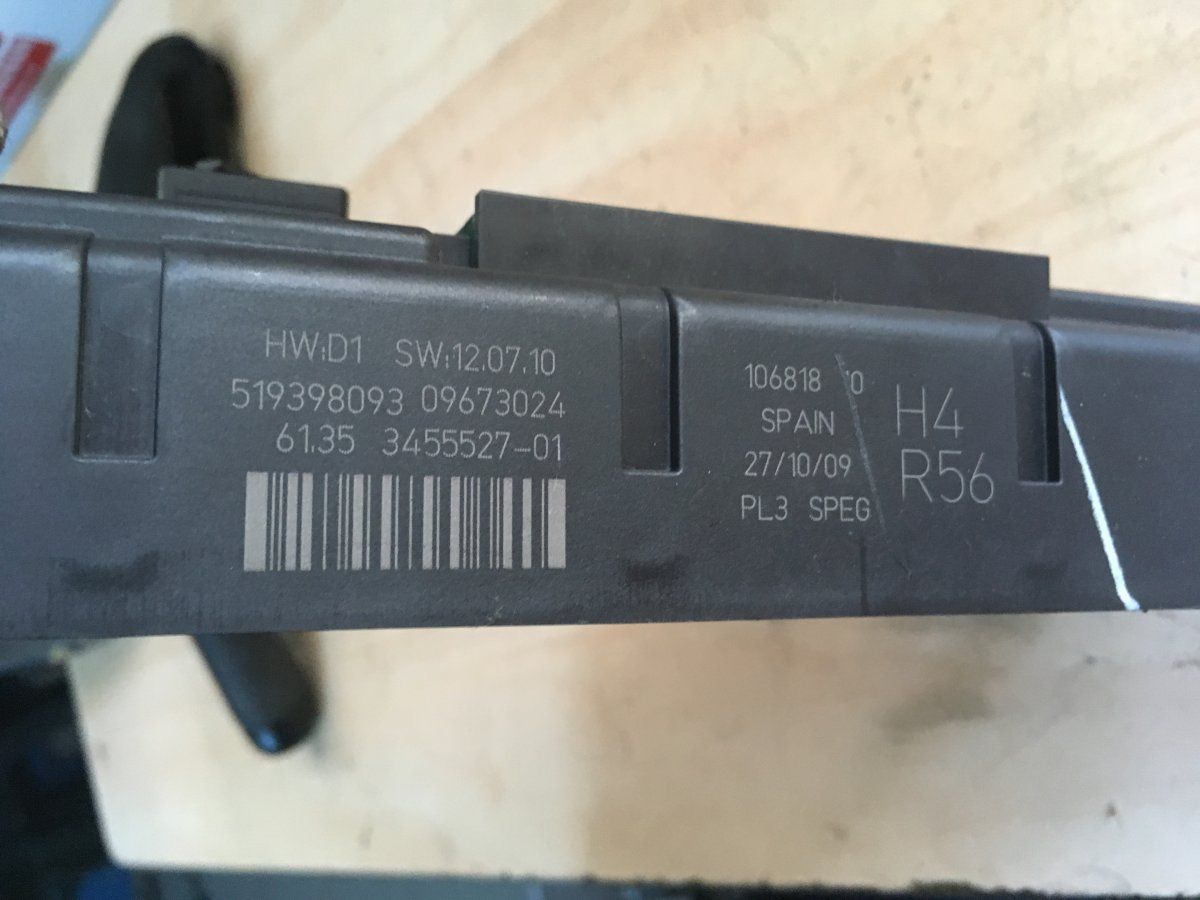 HW:D1 SW:12.07.10
519398093 09673024
61.35 3455527-01
106818
SPAIN
27/10/09
PL3 SPEG
H4
R56